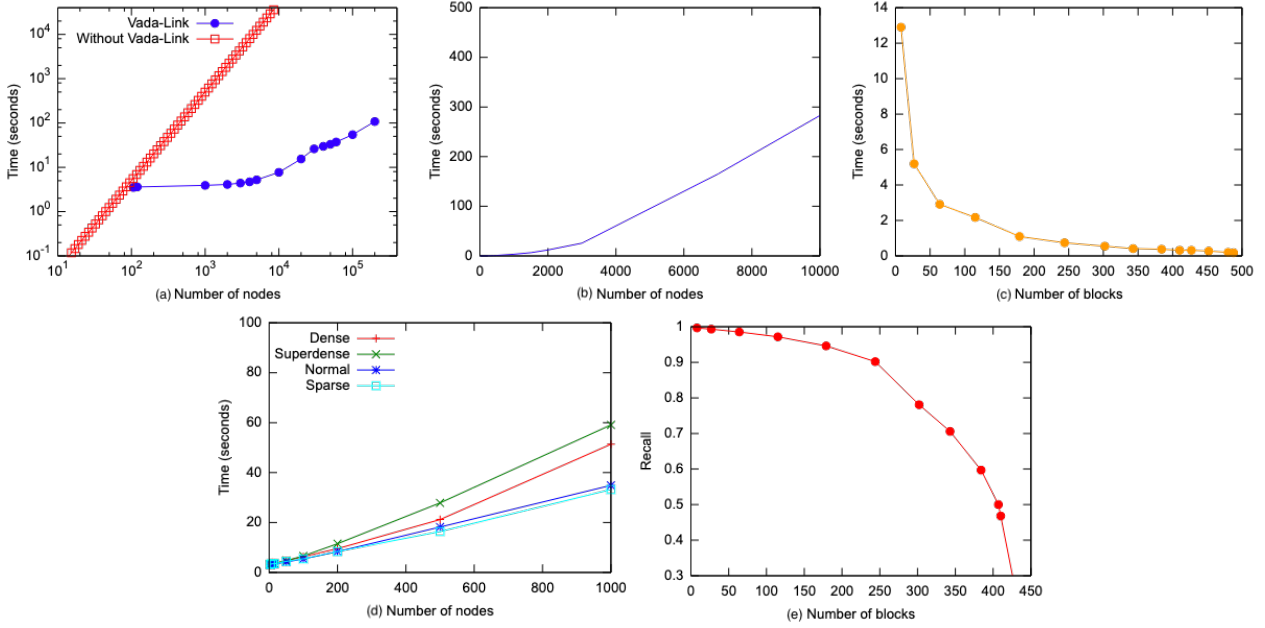 Vada-Link
Without Vada-Link
Time (seconds)
10^4
10^3
10^2
10^1
10^0
10^-1
10^1
10^2
10^3
10^4
10^5
(a) Number of nodes
Time (seconds)
500
400
300
200
100
0
0 2000 4000 6000 8000 10000
(b) Number of nodes
Time (seconds)
14
12
10
8
6
4
2
0
0 50 100 150 200 250 300 350 400 450 500
(c) Number of blocks
Dense
Superdense
Normal
Sparse
Time (seconds)
100
80
60
40
20
0
0 200 400 600 800 1000
(d) Number of nodes
Recall
1
0.9
0.8
0.7
0.6
0.5
0.4
0.3
0 50 100 150 200 250 300 350 400 450
(e) Number of blocks